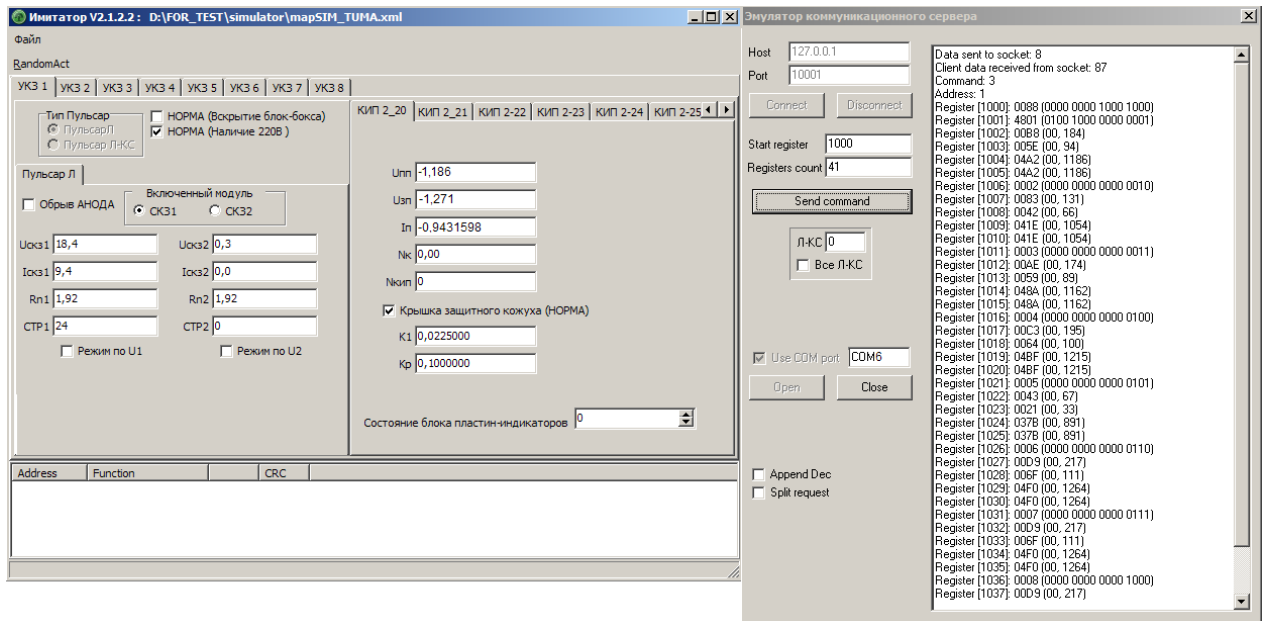 Имитатор V2.1.2.2 : D:\FOR_TEST\simulator\mapSIM_TUMA.xml
Файл
RandomAct
УКЗ 1 УКЗ 2 УКЗ 3 УКЗ 4 УКЗ 5 УКЗ 6 УКЗ 7 УКЗ 8
Тип Пульсар
ПульсарЛ
Пульсар Л-КС
НОРМА (Вскрытие блок-бокса)
НОРМА (Наличие 220В )
Пульсар Л
Обрыв АНОДА
Включенный модуль
СКЗ1 СКЗ2
Uскз1 18,4 Uскз2 0,3
Iскз1 9,4 Iскз2 0,0
Rп1 1,92 Rп2 1,92
СТР1 24 СТР2 0
Режим по U1 Режим по U2
КИП 2_20 КИП 2_21 КИП 2-22 КИП 2-23 КИП 2-24 КИП 2-25
Uпп -1,186
Uзп -1,271
Iп -0.9431598
Nк 0,00
Nкип 0
Крышка защитного кожуха (НОРМА)
К1 0,0225000
Кр 0,1000000
Состояние блока пластин-индикаторов 0
Address Function CRC
Эмулятор коммуникационного сервера
Host 127.0.0.1
Port 10001
Connect Disconnect
Start register 1000
Registers count 41
Send command
Л-КС 0
Все Л-КС
Use COM port COM6
Open Close
Append Dec
Split request
Data sent to socket: 8
Client data received from socket: 87
Command: 3
Address: 1
Register [1000]: 0088 (0000 0000 1000 1000)
Register [1001]: 4801 (0100 1000 0000 0001)
Register [1002]: 00B8 (00, 184)
Register [1003]: 005E (00, 94)
Register [1004]: 04A2 (00, 1186)
Register [1005]: 04A2 (00, 1186)
Register [1006]: 0002 (0000 0000 0000 0010)
Register [1007]: 0083 (00, 131)
Register [1008]: 0042 (00, 66)
Register [1009]: 041E (00, 1054)
Register [1010]: 041E (00, 1054)
Register [1011]: 0003 (0000 0000 0000 0011)
Register [1012]: 00AE (00, 174)
Register [1013]: 0059 (00, 89)
Register [1014]: 048A (00, 1162)
Register [1015]: 048A (00, 1162)
Register [1016]: 0004 (0000 0000 0000 0100)
Register [1017]: 00C3 (00, 195)
Register [1018]: 0064 (00, 100)
Register [1019]: 04BF (00, 1215)
Register [1020]: 04BF (00, 1215)
Register [1021]: 0005 (0000 0000 0000 0101)
Register [1022]: 0043 (00, 67)
Register [1023]: 0021 (00, 33)
Register [1024]: 037B (00, 891)
Register [1025]: 037B (00, 891)
Register [1026]: 0006 (0000 0000 0000 0110)
Register [1027]: 00D9 (00, 217)
Register [1028]: 006F (00, 111)
Register [1029]: 04F0 (00, 1264)
Register [1030]: 04F0 (00, 1264)
Register [1031]: 0007 (0000 0000 0000 0111)
Register [1032]: 00D9 (00, 217)
Register [1033]: 006F (00, 111)
Register [1034]: 04F0 (00, 1264)
Register [1035]: 04F0 (00, 1264)
Register [1036]: 0008 (0000 0000 0000 1000)
Register [1037]: 00D9 (00, 217)